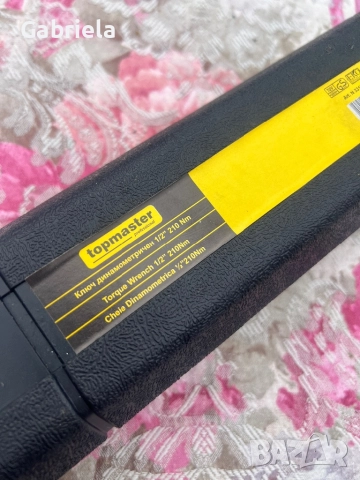 Gabriela
topmaster
professional
Ключ динамометричен 1/2" 210 Nm
Torque Wrench 1/2" 210Nm
Cheie Dinamometrica ½"210Nm
BAZAR